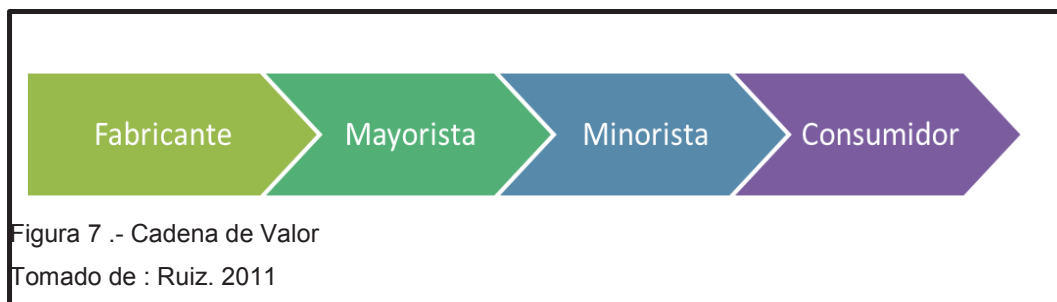 Fabricante Mayorista Minorista Consumidor
Figura 7 .- Cadena de Valor
Tomado de : Ruiz. 2011